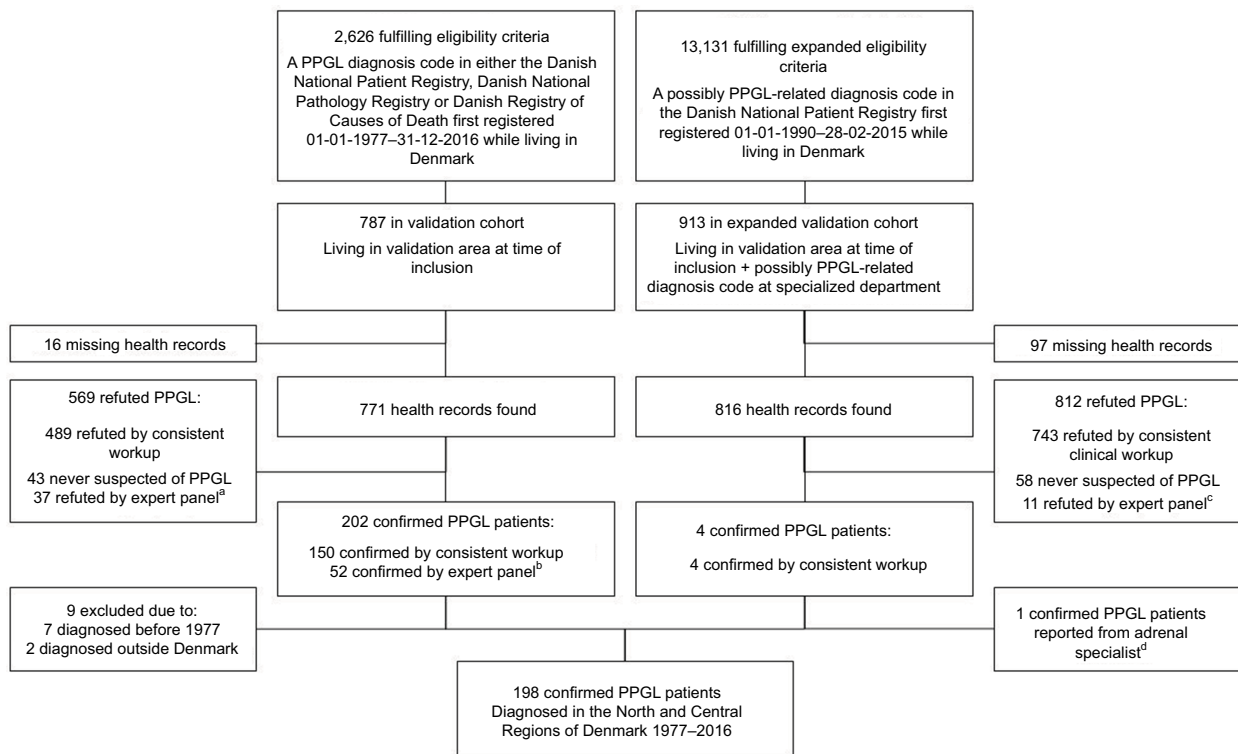 2,626 fulfilling eligibility criteria
A PPGL diagnosis code in either the Danish
National Patient Registry, Danish National
Pathology Registry or Danish Registry of
Causes of Death first registered
01-01-1977–31-12-2016 while living in
Denmark
13,131 fulfilling expanded eligibility
criteria
A possibly PPGL-related diagnosis code in
the Danish National Patient Registry first
registered 01-01-1990–28-02-2015 while
living in Denmark
787 in validation cohort
Living in validation area at time of
inclusion
913 in expanded validation cohort
Living in validation area at time of
inclusion + possibly PPGL-related
diagnosis code at specialized department
16 missing health records
97 missing health records
569 refuted PPGL:
489 refuted by consistent
workup
43 never suspected of PPGL
37 refuted by expert panel^a
771 health records found
816 health records found
812 refuted PPGL:
743 refuted by consistent
clinical workup
58 never suspected of PPGL
11 refuted by expert panel^c
202 confirmed PPGL patients:
150 confirmed by consistent workup
52 confirmed by expert panel^b
4 confirmed PPGL patients:
4 confirmed by consistent workup
9 excluded due to:
7 diagnosed before 1977
2 diagnosed outside Denmark
1 confirmed PPGL patients
reported from adrenal
specialist^d
198 confirmed PPGL patients
Diagnosed in the North and Central
Regions of Denmark 1977–2016